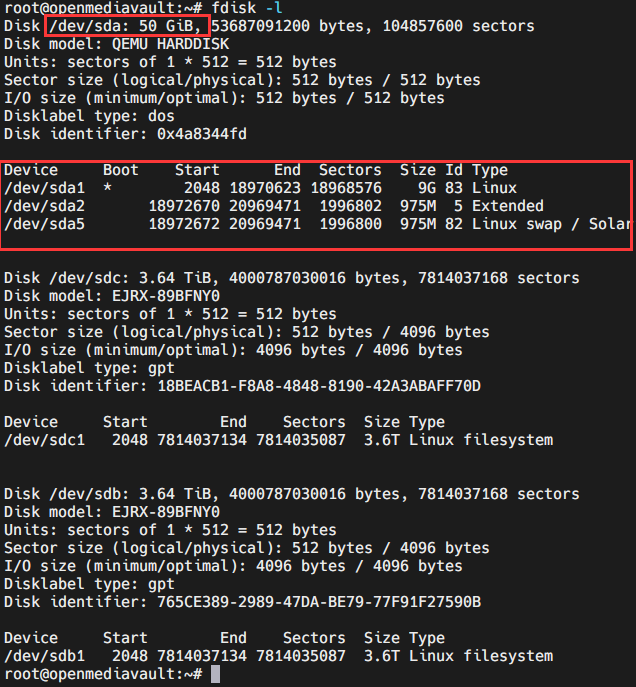 root@openmediavault:~# fdisk -l
Disk /dev/sda: 50 GiB, 53687091200 bytes, 104857600 sectors
Disk model: QEMU HARDDISK
Units: sectors of 1 * 512 = 512 bytes
Sector size (logical/physical): 512 bytes / 512 bytes
I/O size (minimum/optimal): 512 bytes / 512 bytes
Disklabel type: dos
Disk identifier: 0x4a8344fd
Device     Boot    Start      End  Sectors  Size Id Type
/dev/sda1  *        2048 18970623 18968576    9G 83 Linux
/dev/sda2       18972670 20969471  1996802  975M  5 Extended
/dev/sda5       18972672 20969471  1996800  975M 82 Linux swap / Solar
Disk /dev/sdc: 3.64 TiB, 4000787030016 bytes, 7814037168 sectors
Disk model: EJRX-89BFNY0
Units: sectors of 1 * 512 = 512 bytes
Sector size (logical/physical): 512 bytes / 4096 bytes
I/O size (minimum/optimal): 4096 bytes / 4096 bytes
Disklabel type: gpt
Disk identifier: 18BEACB1-F8A8-4848-8190-42A3ABAFF70D
Device     Start        End    Sectors  Size Type
/dev/sdc1   2048 7814037134 7814035087  3.6T Linux filesystem
Disk /dev/sdb: 3.64 TiB, 4000787030016 bytes, 7814037168 sectors
Disk model: EJRX-89BFNY0
Units: sectors of 1 * 512 = 512 bytes
Sector size (logical/physical): 512 bytes / 4096 bytes
I/O size (minimum/optimal): 4096 bytes / 4096 bytes
Disklabel type: gpt
Disk identifier: 765CE389-2989-47DA-BE79-77F91F27590B
Device     Start        End    Sectors  Size Type
/dev/sdb1   2048 7814037134 7814035087  3.6T Linux filesystem
root@openmediavault:~#